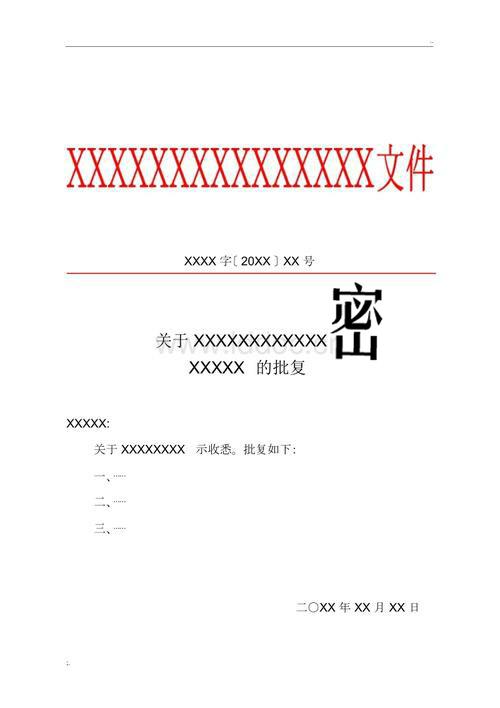 XXXXXXXXXXXXXXX文件
XXXX 字〔20XX〕XX 号
密
关于 XXXXXXXXXXXX
XXXXX 的批复
XXXXX:
关于 XXXXXXXX 示收悉。批复如下:
一、……
二、……
三、……
二〇XX 年 XX 月 XX 日